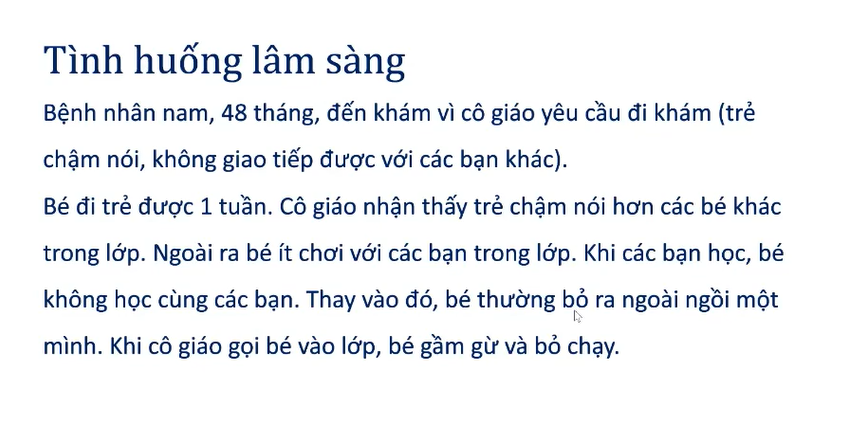 Tình huống lâm sàng
Bệnh nhân nam, 48 tháng, đến khám vì cô giáo yêu cầu đi khám (trẻ
chậm nói, không giao tiếp được với các bạn khác).
Bé đi trẻ được 1 tuần. Cô giáo nhận thấy trẻ chậm nói hơn các bé khác
trong lớp. Ngoài ra bé ít chơi với các bạn trong lớp. Khi các bạn học, bé
không học cùng các bạn. Thay vào đó, bé thường bỏ ra ngoài ngồi một
mình. Khi cô giáo gọi bé vào lớp, bé gầm gừ và bỏ chạy.